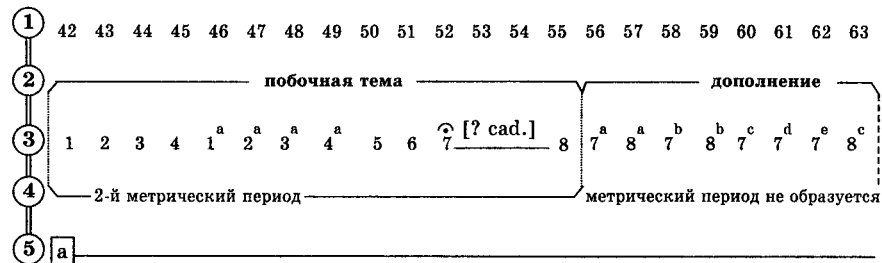 1 42 43 44 45 46 47 48 49 50 51 52 53 54 55 56 57 58 59 60 61 62 63
2 побочная тема дополнение
3 1 2 3 4 1a 2a 3a 4a 5 6 7 [? cad.] 8 7a 8a 7b 8b 7c 7d 7e 8c
4 2-й метрический период метрический период не образуется
5 a